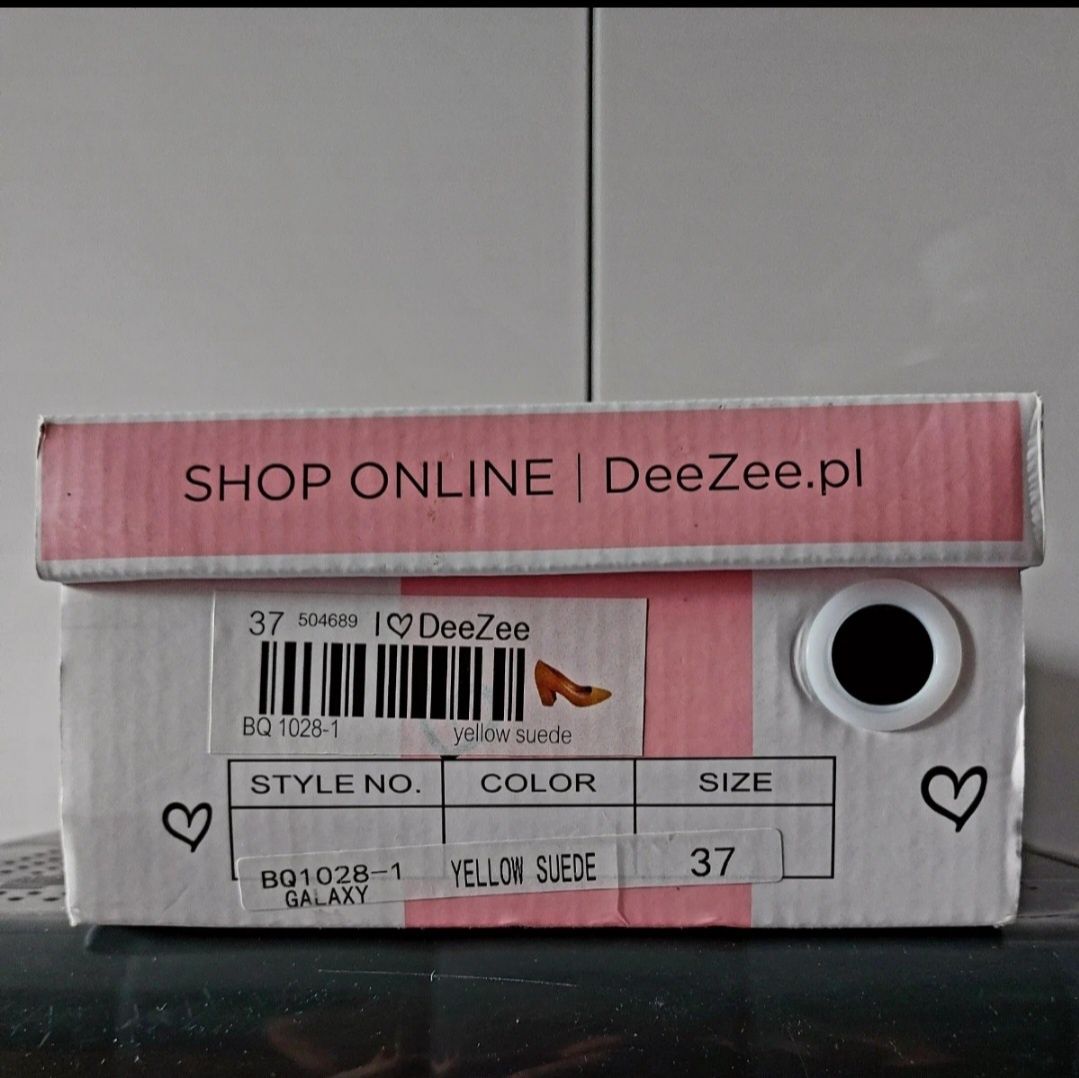 SHOP ONLINE | DeeZee.pl
37 504689 I ♡ DeeZee
BQ 1028-1 yellow suede
STYLE NO. COLOR SIZE
BQ1028-1 YELLOW SUEDE 37
GALAXY